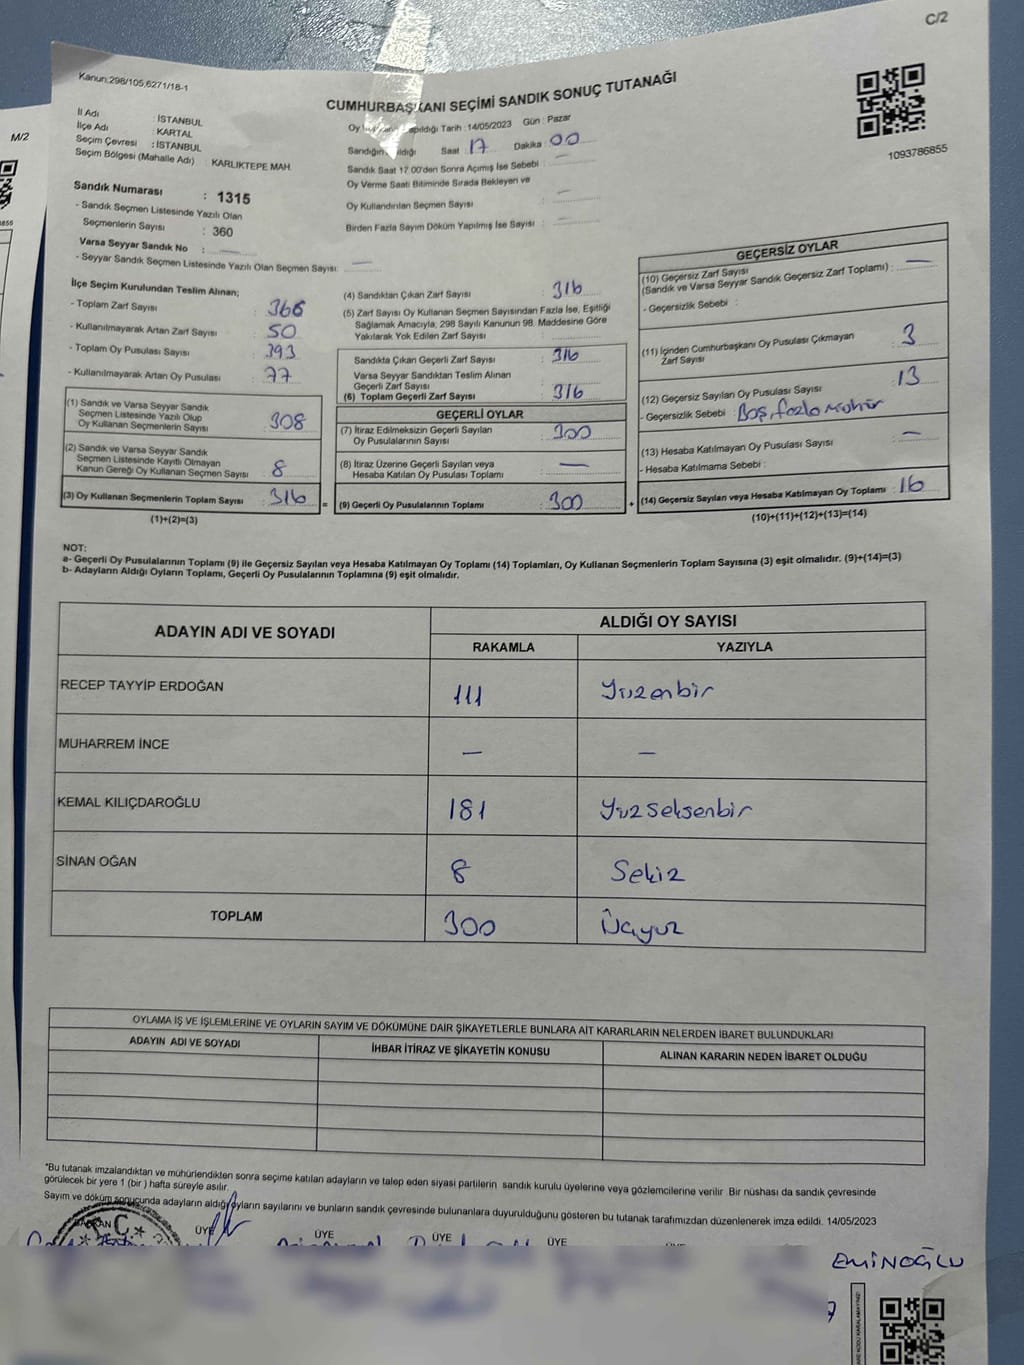 C/2
Kanun:298/105,6271/18-1
CUMHURBAŞKANI SEÇİMİ SANDIK SONUÇ TUTANAĞI
1093786855
M/2
İl Adı : İSTANBUL
İlçe Adı : KARTAL
Seçim Çevresi : İSTANBUL
Seçim Bölgesi (Mahalle Adı) : KARLIKTEPE MAH.
Sandık Numarası : 1315
- Sandık Seçmen Listesinde Yazılı Olan
Seçmenlerin Sayısı : 360
Varsa Seyyar Sandık No : —
- Seyyar Sandık Seçmen Listesinde Yazılı Olan Seçmen Sayısı: —
Oy Tarih :14/05/2023 Gün : Pazar
Saat : 17 Dakika : 00
Sandık Saat 17.00'den Sonra Açımış İse Sebebi : —
Oy Verme Saati Bitiminde Sırada Bekleyen ve
Oy Kullandırılan Seçmen Sayısı : —
Birden Fazla Sayım Döküm Yapılmış İse Sayısı : —
İlçe Seçim Kurulundan Teslim Alınan;
- Toplam Zarf Sayısı : 366
- Kullanılmayarak Artan Zarf Sayısı : 50
- Toplam Oy Pusulası Sayısı : 393
- Kullanılmayarak Artan Oy Pusulası : 77
(1) Sandık ve Varsa Seyyar Sandık
Seçmen Listesinde Yazılı Olup
Oy Kullanan Seçmenlerin Sayısı : 308
(2) Sandık ve Varsa Seyyar Sandık
Seçmen Listesinde Kayıtlı Olmayan
Kanun Gereği Oy Kullanan Seçmen Sayısı : 8
(3) Oy Kullanan Seçmenlerin Toplam Sayısı : 316 =
(1)+(2)=(3)
(4) Sandıktan Çıkan Zarf Sayısı : 316
(5) Zarf Sayısı Oy Kullanan Seçmen Sayısından Fazla İse, Eşitliği
Sağlamak Amacıyla, 298 Sayılı Kanunun 98. Maddesine Göre
Yakılarak Yok Edilen Zarf Sayısı :
Sandıkta Çıkan Geçerli Zarf Sayısı : 316
Varsa Seyyar Sandıktan Teslim Alınan
Geçerli Zarf Sayısı :
(6) Toplam Geçerli Zarf Sayısı : 316
GEÇERLİ OYLAR
(7) İtiraz Edilmeksizin Geçerli Sayılan
Oy Pusulalarının Sayısı : 300
(8) İtiraz Üzerine Geçerli Sayılan veya
Hesaba Katılan Oy Pusulası Toplamı : —
(9) Geçerli Oy Pusulalarının Toplamı : 300 +
GEÇERSİZ OYLAR
(10) Geçersiz Zarf Sayısı
(Sandık ve Varsa Seyyar Sandık Geçersiz Zarf Toplamı) : —
- Geçersizlik Sebebi :
(11) İçinden Cumhurbaşkanı Oy Pusulası Çıkmayan
Zarf Sayısı : 3
(12) Geçersiz Sayılan Oy Pusulası Sayısı : 13
- Geçersizlik Sebebi : Boş, fazla mühür
(13) Hesaba Katılmayan Oy Pusulası Sayısı : —
- Hesaba Katılmama Sebebi :
(14) Geçersiz Sayılan veya Hesaba Katılmayan Oy Toplamı : 16
(10)+(11)+(12)+(13)=(14)
NOT:
a- Geçerli Oy Pusulalarının Toplamı (9) ile Geçersiz Sayılan veya Hesaba Katılmayan Oy Toplamı (14) Toplamları, Oy Kullanan Seçmenlerin Toplam Sayısına (3) eşit olmalıdır. (9)+(14)=(3)
b- Adayların Aldığı Oyların Toplamı, Geçerli Oy Pusulalarının Toplamına (9) eşit olmalıdır.
ADAYIN ADI VE SOYADI
ALDIĞI OY SAYISI
RAKAMLA YAZIYLA
RECEP TAYYİP ERDOĞAN 111 Yüzonbir
MUHARREM İNCE — —
KEMAL KILIÇDAROĞLU 181 Yüzseksenbir
SİNAN OĞAN 8 Sekiz
TOPLAM 300 Üçyüz
OYLAMA İŞ VE İŞLEMLERİNE VE OYLARIN SAYIM VE DÖKÜMÜNE DAİR ŞİKAYETLERLE BUNLARA AİT KARARLARIN NELERDEN İBARET BULUNDUKLARI
ADAYIN ADI VE SOYADI İHBAR İTİRAZ VE ŞİKAYETİN KONUSU ALINAN KARARIN NEDEN İBARET OLDUĞU
*Bu tutanak imzalandıktan ve mühürlendikten sonra seçime katılan adayların ve talep eden siyasi partilerin sandık kurulu üyelerine veya gözlemcilerine verilir. Bir nüshası da sandık çevresinde
görülecek bir yere 1 (bir ) hafta süreyle asılır.
Sayım ve döküm sonucunda adayların aldığı oyların sayılarını ve bunların sandık çevresinde bulunanlara duyurulduğunu gösteren bu tutanak tarafımızdan düzenlenerek imza edildi. 14/05/2023
BAŞKAN ÜYE ÜYE ÜYE ÜYE
T.C.
EMİNOĞLU